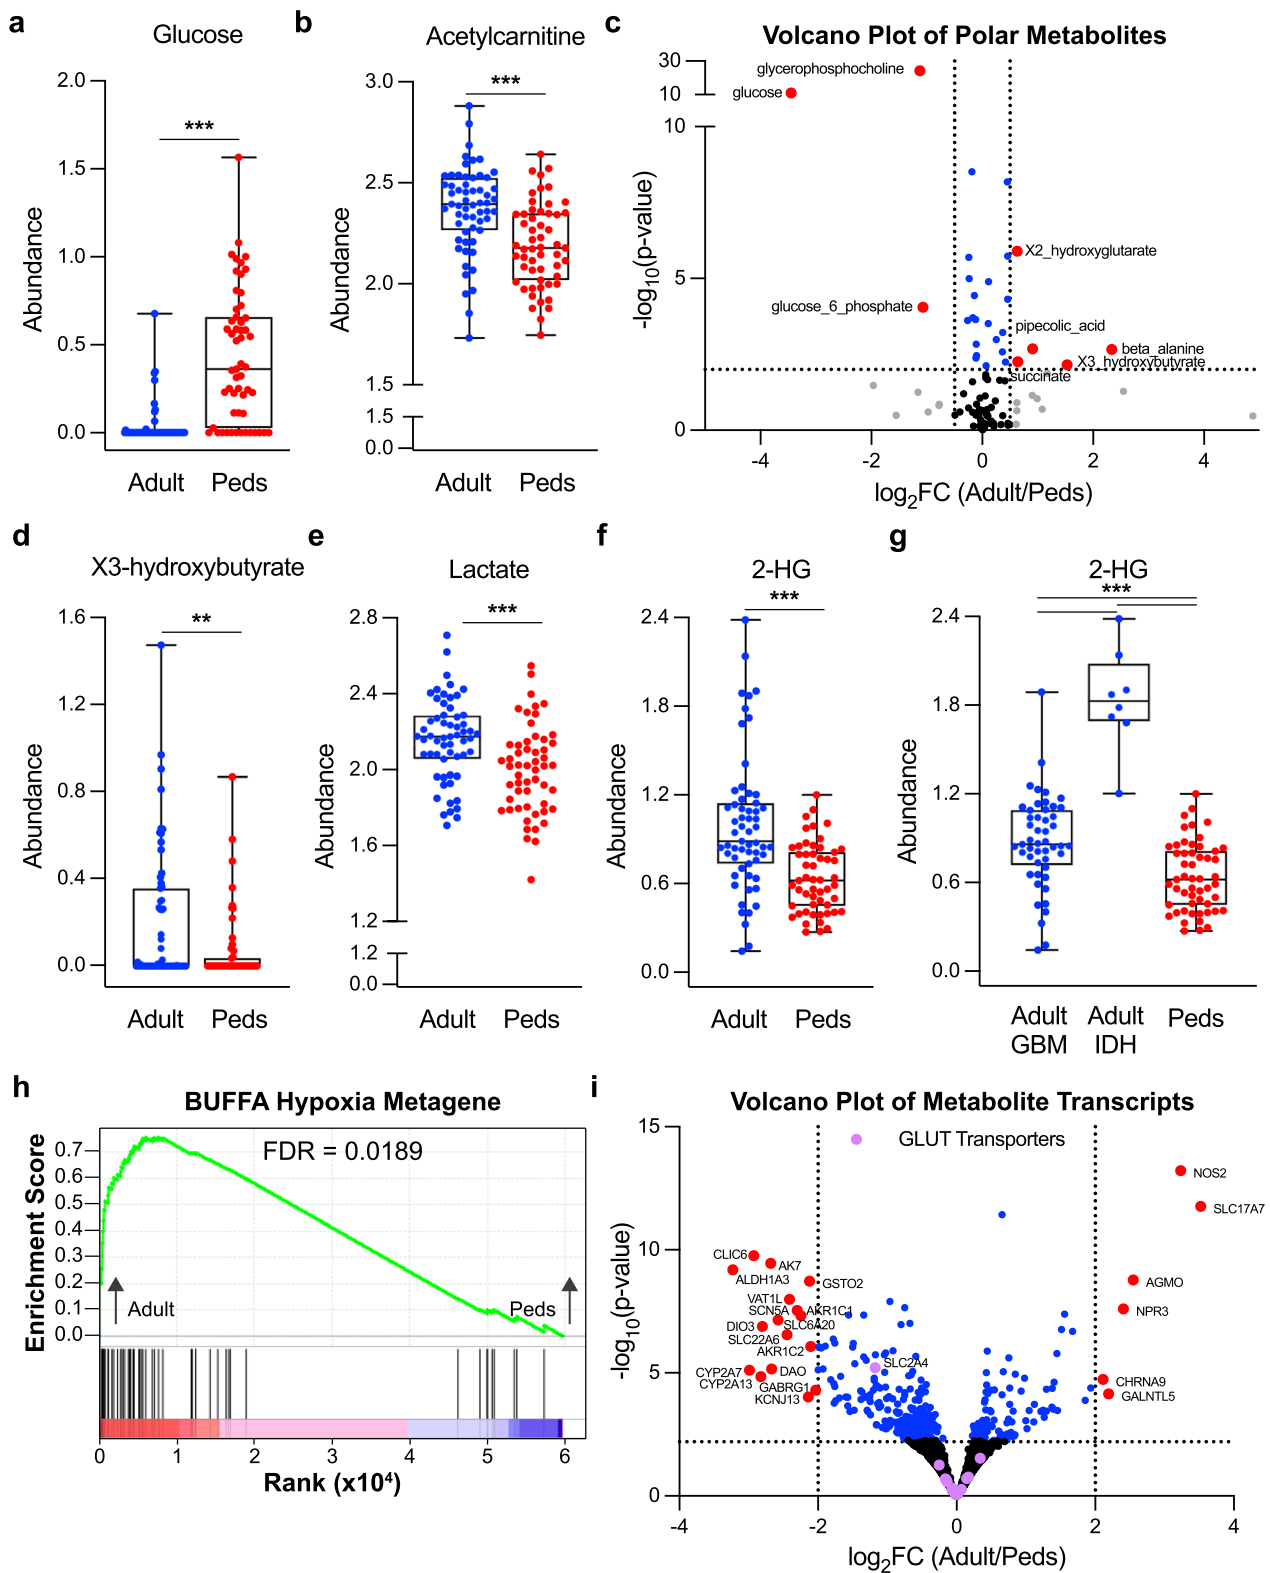 a
Glucose
2.0
1.5
1.0
0.5
0.0
Abundance
***
Adult
Peds
b
Acetylcarnitine
3.0
2.5
2.0
1.5
1.5
0.0
Abundance
***
Adult
Peds
c
Volcano Plot of Polar Metabolites
30
10
10
5
0
-log10(p-value)
glycerophosphocholine
glucose
X2_hydroxyglutarate
glucose_6_phosphate
pipecolic_acid
beta_alanine
X3_hydroxybutyrate
succinate
-4
-2
0
2
4
log2FC (Adult/Peds)
d
X3-hydroxybutyrate
1.6
1.2
0.8
0.4
0.0
Abundance
**
Adult
Peds
e
Lactate
2.8
2.4
2.0
1.6
1.2
1.2
0.0
Abundance
***
Adult
Peds
f
2-HG
2.4
1.8
1.2
0.6
0.0
Abundance
***
Adult
Peds
g
2-HG
***
2.4
1.8
1.2
0.6
0.0
Abundance
Adult
GBM
Adult
IDH
Peds
h
BUFFA Hypoxia Metagene
Enrichment Score
0.7
0.6
0.5
0.4
0.3
0.2
0.1
0.0
FDR = 0.0189
Adult
Peds
0
1
2
3
4
5
6
Rank (x10⁴)
i
Volcano Plot of Metabolite Transcripts
15
10
5
0
-log10(p-value)
GLUT Transporters
NOS2
SLC17A7
CLIC6
AK7
ALDH1A3
GSTO2
AGMO
VAT1L
SCN5A
AKR1C1
NPR3
DIO3
SLC6A20
SLC22A6
AKR1C2
SLC2A4
CYP2A7
DAO
CYP2A13
GABRG1
KCNJ13
CHRNA9
GALNTL5
-4
-2
0
2
4
log2FC (Adult/Peds)